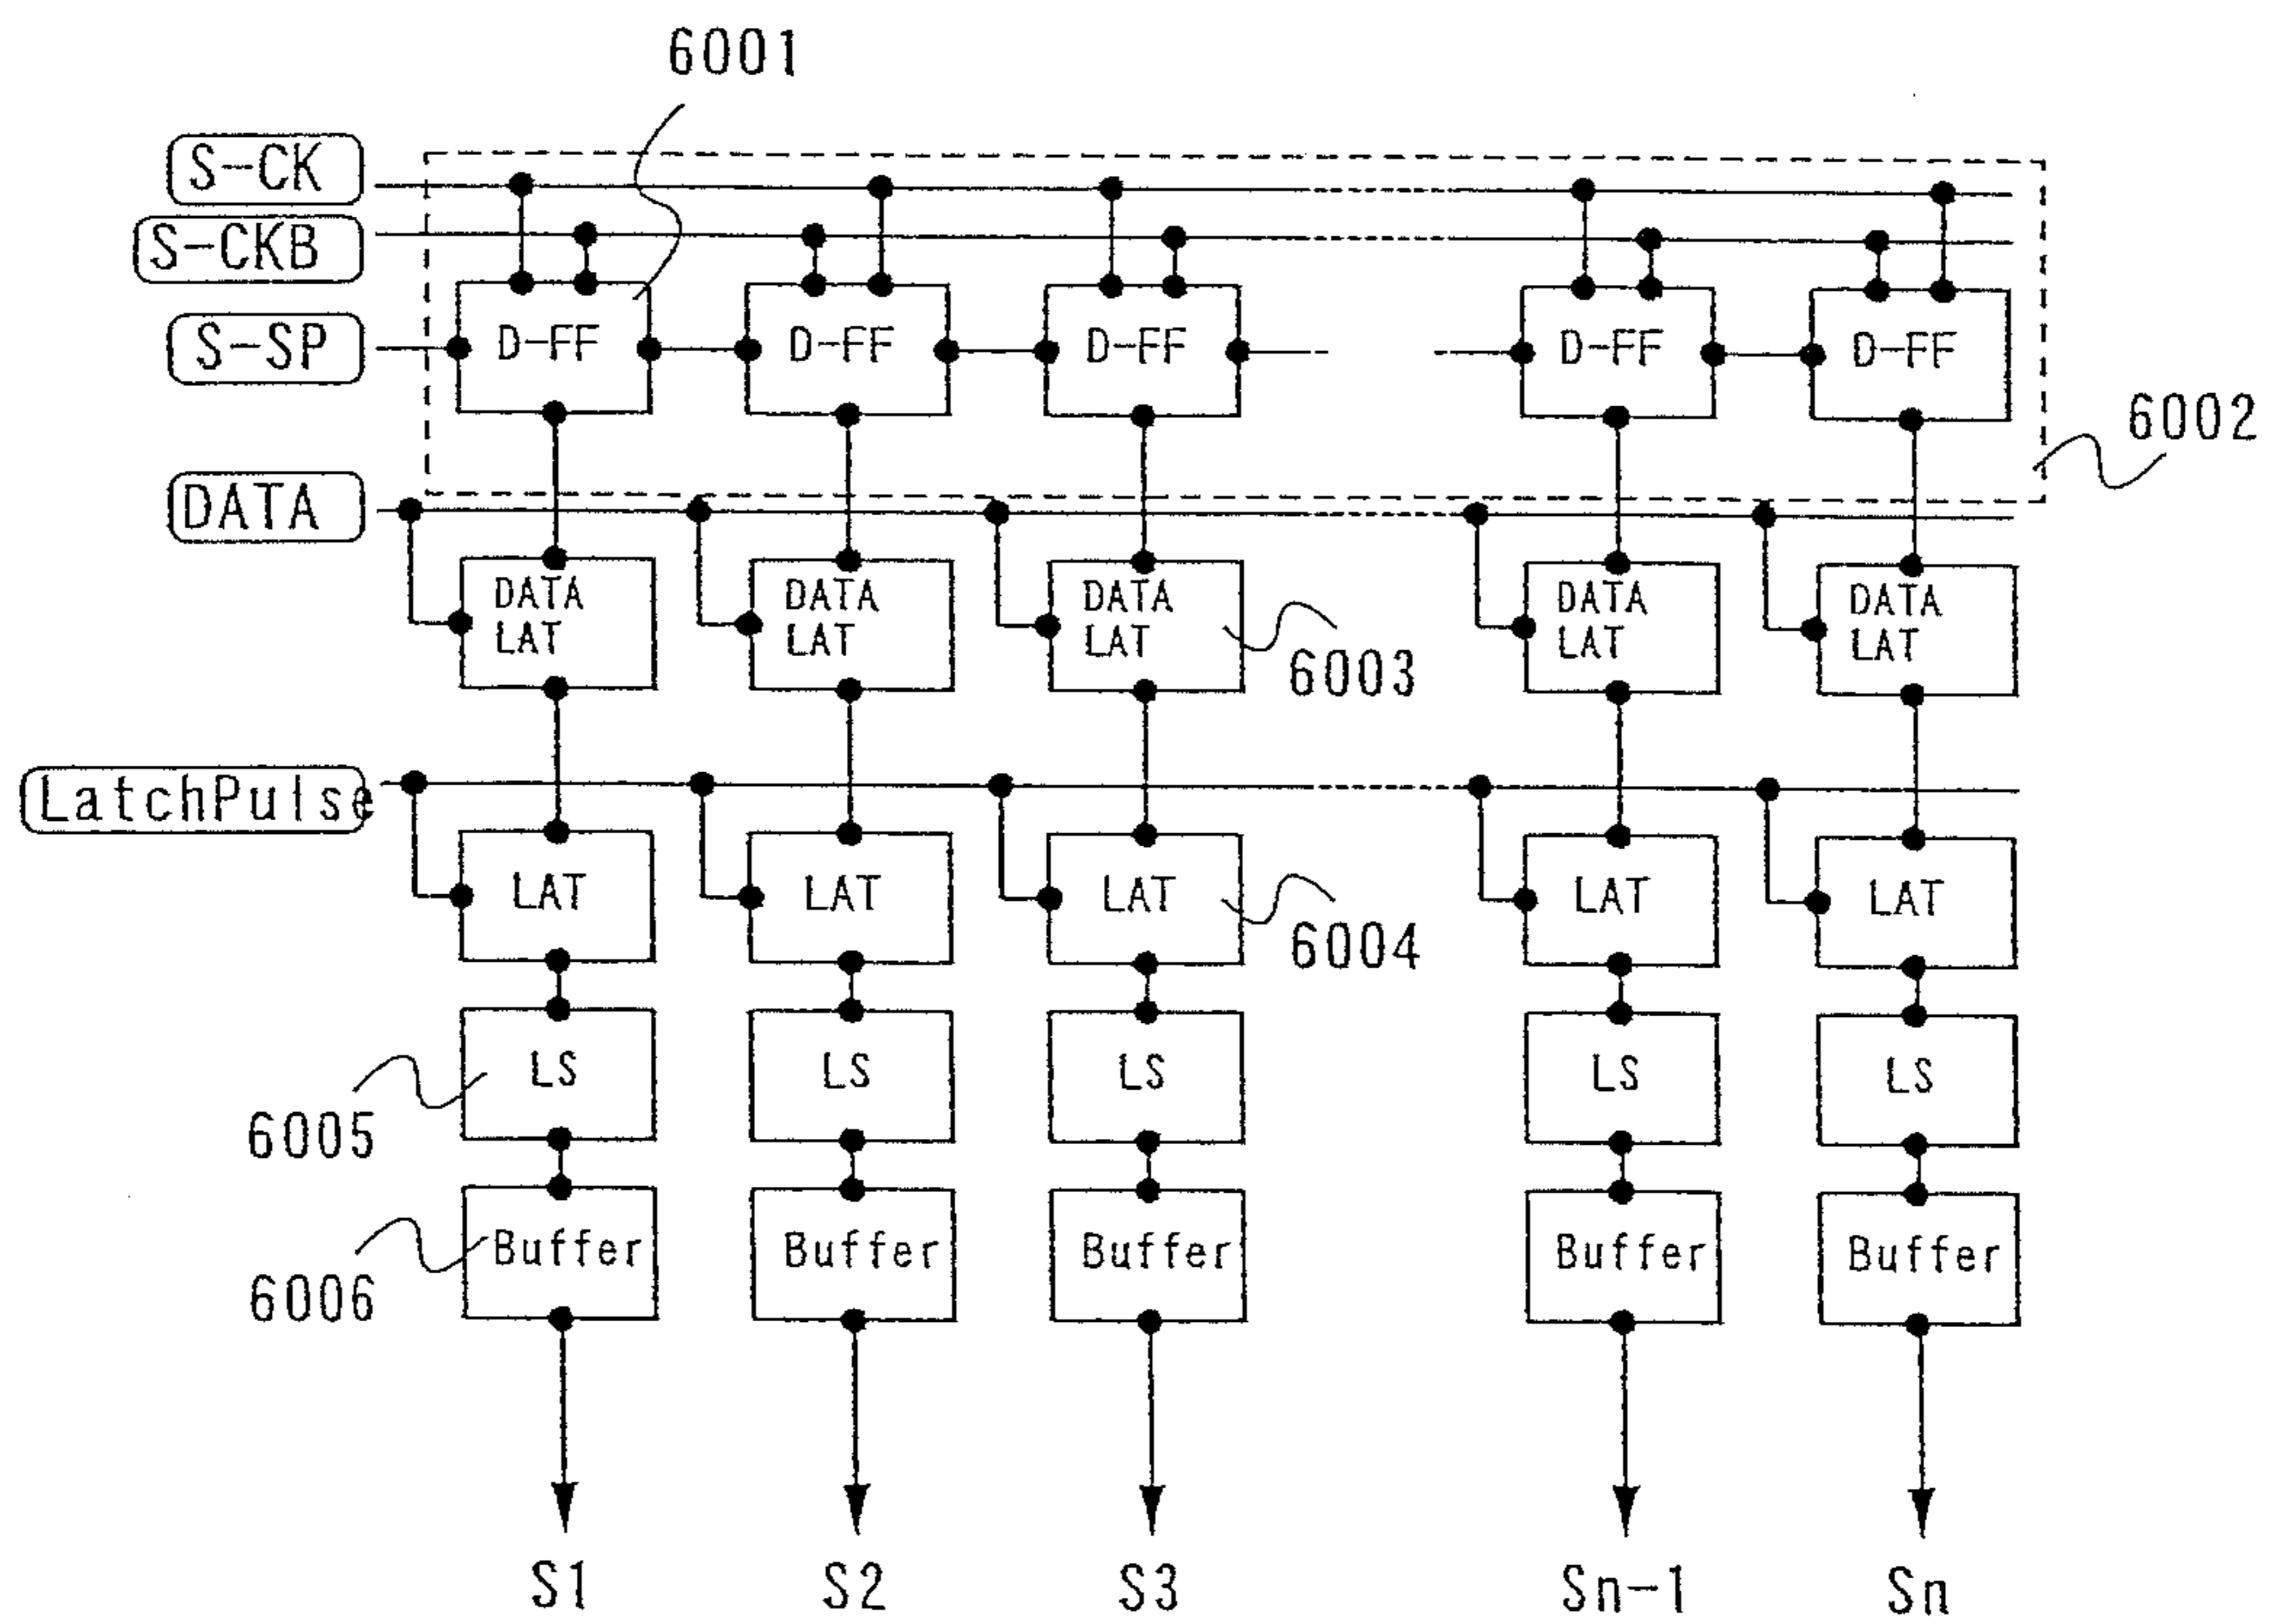 6001
S-CK
S-CKB
S-SP
D-FF D-FF D-FF D-FF D-FF
6002
DATA
DATA LAT
DATA LAT
DATA LAT
DATA LAT
DATA LAT
6003
LatchPulse
LAT LAT LAT LAT LAT
6004
LS LS LS LS LS
6005
Buffer Buffer Buffer Buffer Buffer
6006
S1 S2 S3 Sn-1 Sn